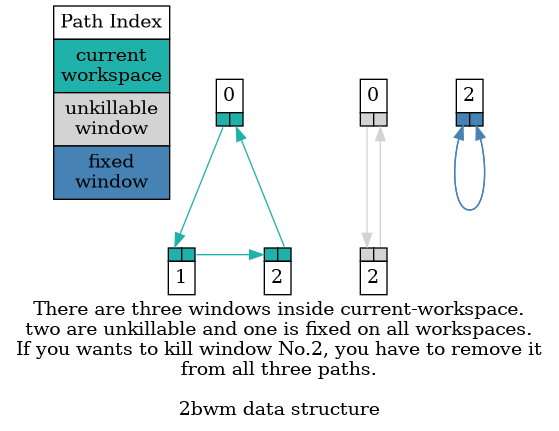 Path Index
current
workspace
unkillable
window
fixed
window
0
0
2
1
2
2
There are three windows inside current-workspace.
two are unkillable and one is fixed on all workspaces.
If you wants to kill window No.2, you have to remove it
from all three paths.
2bwm data structure